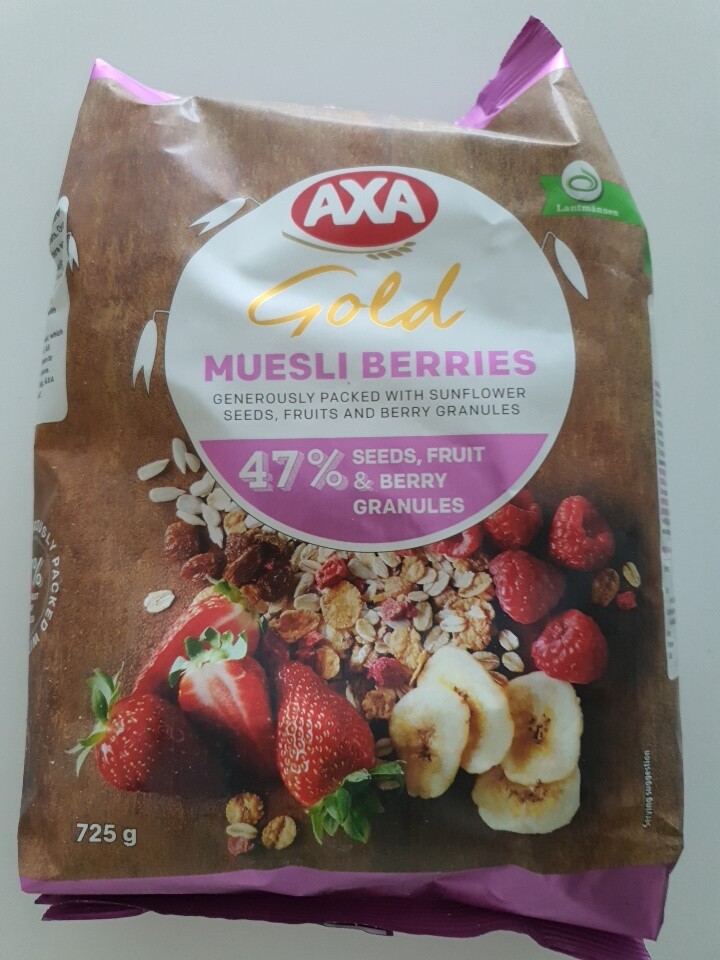 AXA
Lantmännen
Gold
MUESLI BERRIES
GENEROUSLY PACKED WITH SUNFLOWER
SEEDS, FRUITS AND BERRY GRANULES
47% SEEDS, FRUIT
& BERRY
GRANULES
PACKED
725 g
Serving suggestion